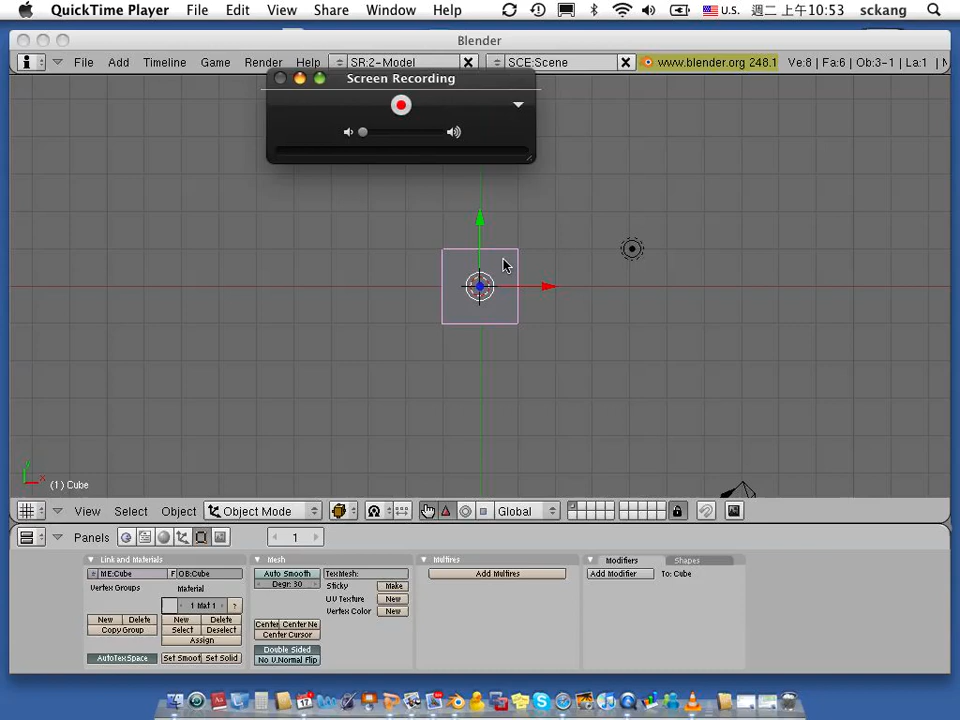 QuickTime Player File Edit View Share Window Help U.S. 週二 上午10:53 sckang
Blender
File Add Timeline Game Render Help SR:2-Model SCE:Scene www.blender.org 248.1 Ve:8 | Fa:6 | Ob:3-1 | La:1 |
Screen Recording
(1) Cube
View Select Object Object Mode Global
Panels 1
Link and Materials Mesh Multires Modifiers Shapes
ME:Cube F OB:Cube Auto Smooth TexMesh: Add Multires Add Modifier To: Cube
Vertex Groups Material Degr: 30 Sticky Make
1 Mat 1 ? UV Texture New
New Delete New Delete Vertex Color New
Copy Group Select Deselect Center Center Ne
Assign Center Cursor
AutoTexSpace Set Smoot Set Solid Double Sided
No V.Normal Flip
17